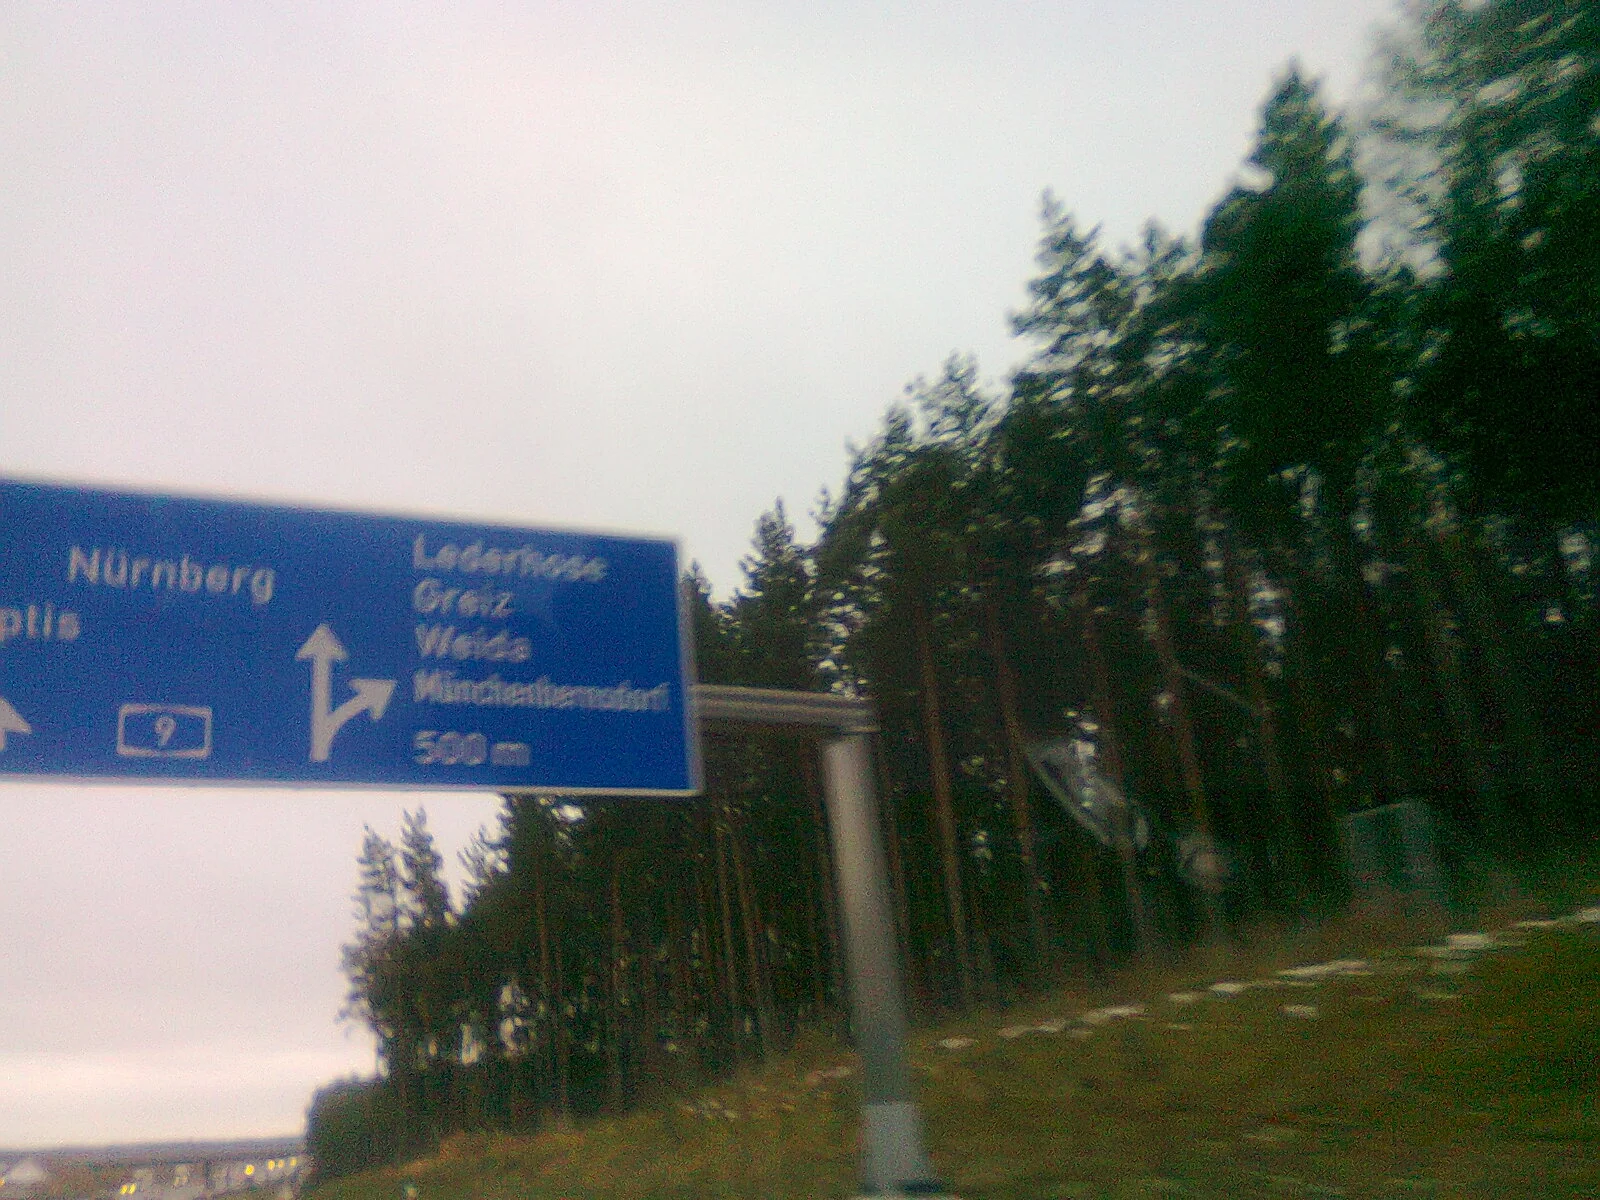 Nürnberg
ptis
9
Lederhose
Greiz
Weida
Münchenbernsdorf
500 m